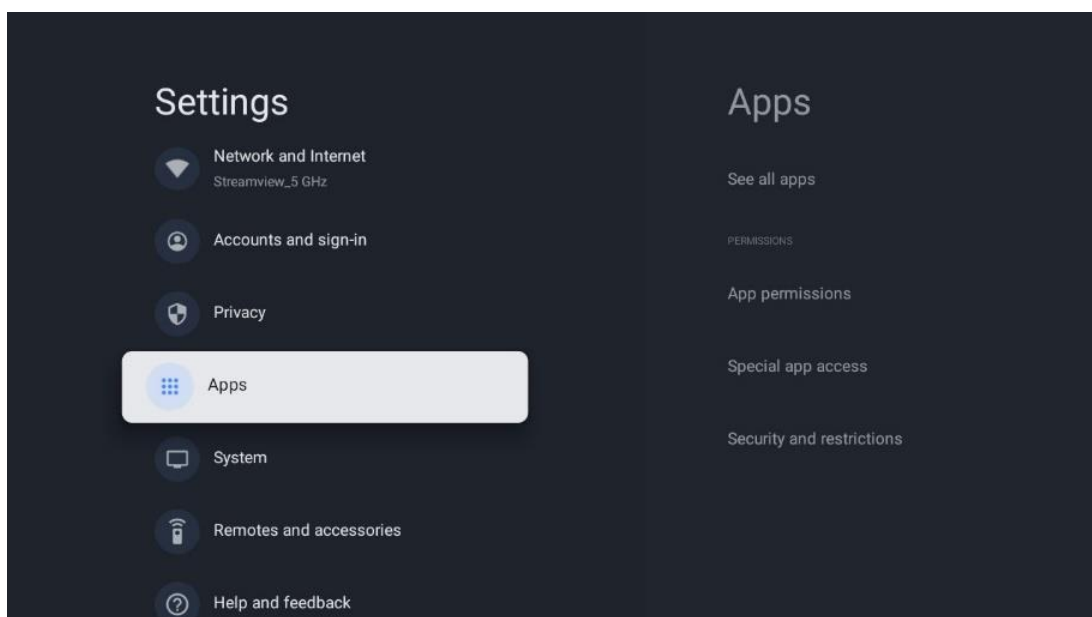 Settings
Network and Internet
Streamview_5 GHz
Accounts and sign-in
Privacy
Apps
System
Remotes and accessories
Help and feedback
Apps
See all apps
PERMISSIONS
App permissions
Special app access
Security and restrictions